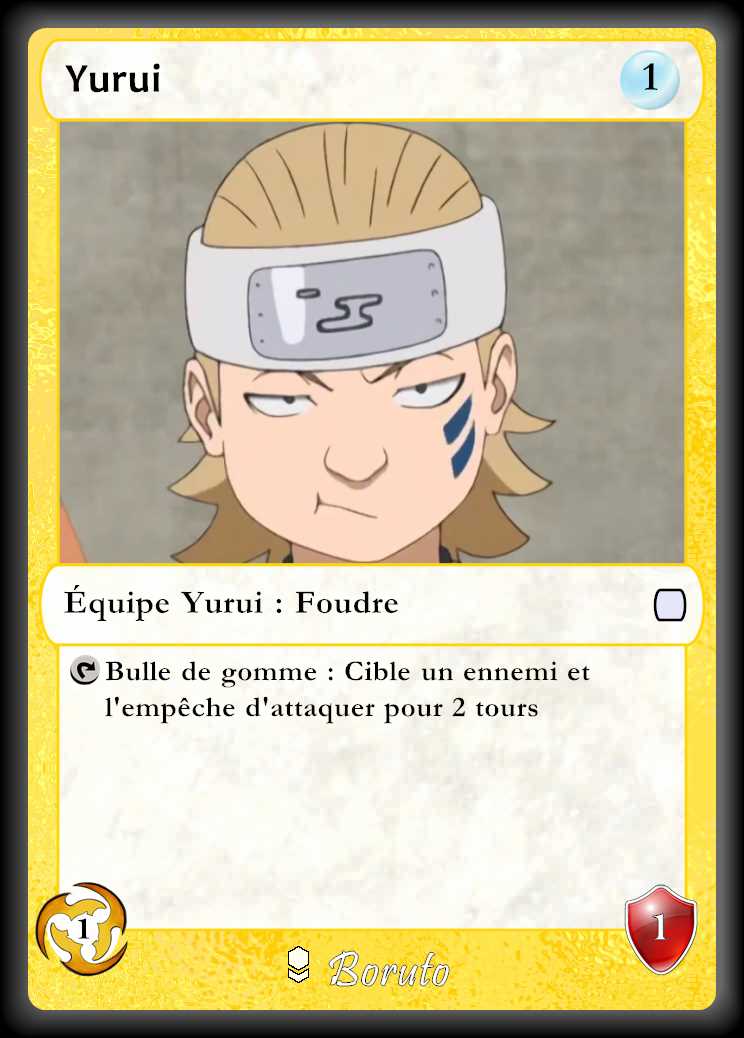 Yurui
1
Équipe Yurui : Foudre
Bulle de gomme : Cible un ennemi et
l'empêche d'attaquer pour 2 tours
1
1
Boruto